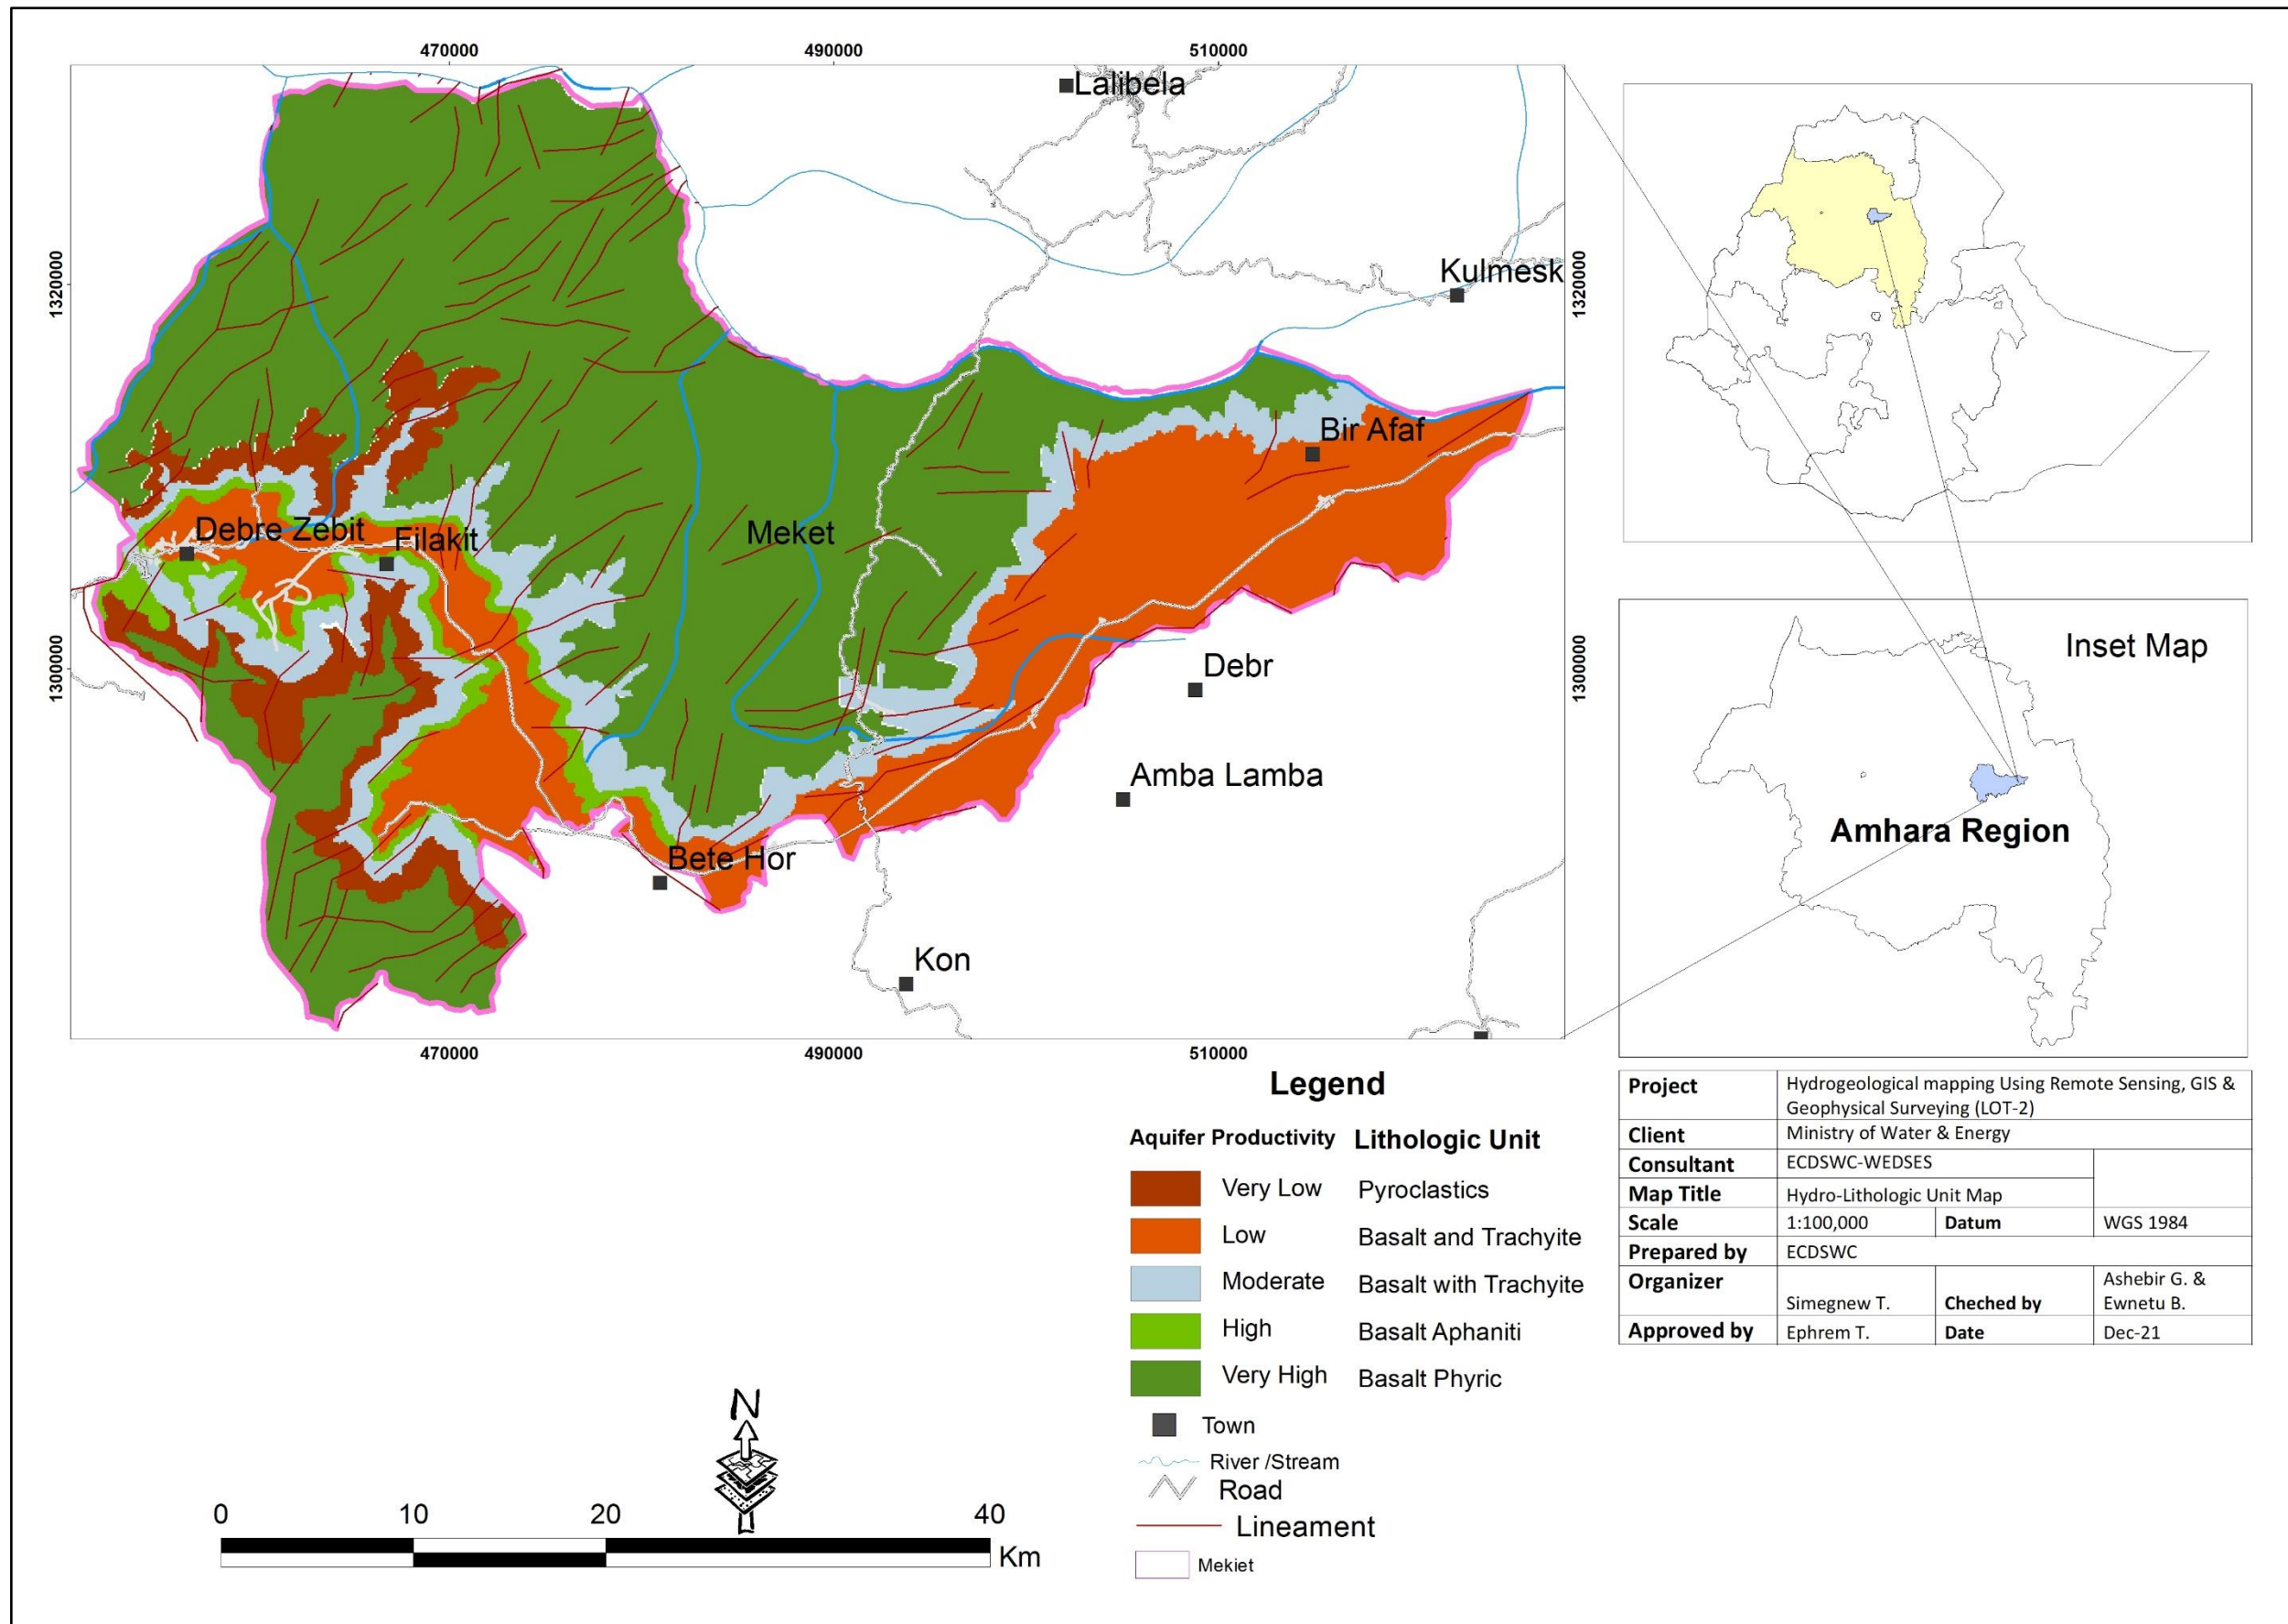 470000 490000 510000
Lalibela
1320000
Kulmesk
1320000
Bir Afaf
Debre Zebit
Filakit
Meket
1300000
Debr
1300000
Amba Lamba
Bete Hor
Kon
470000 490000 510000
Inset Map
Amhara Region
Legend
Aquifer Productivity Lithologic Unit
Very Low Pyroclastics
Low Basalt and Trachyite
Moderate Basalt with Trachyite
High Basalt Aphaniti
Very High Basalt Phyric
Town
River /Stream
Road
Lineament
Mekiet
N
0 10 20 40
Km
Project Hydrogeological mapping Using Remote Sensing, GIS &
Geophysical Surveying (LOT-2)
Client Ministry of Water & Energy
Consultant ECDSWC-WEDSES
Map Title Hydro-Lithologic Unit Map
Scale 1:100,000 Datum WGS 1984
Prepared by ECDSWC
Organizer Simegnew T. Cheched by Ashebir G. &
Ewnetu B.
Approved by Ephrem T. Date Dec-21